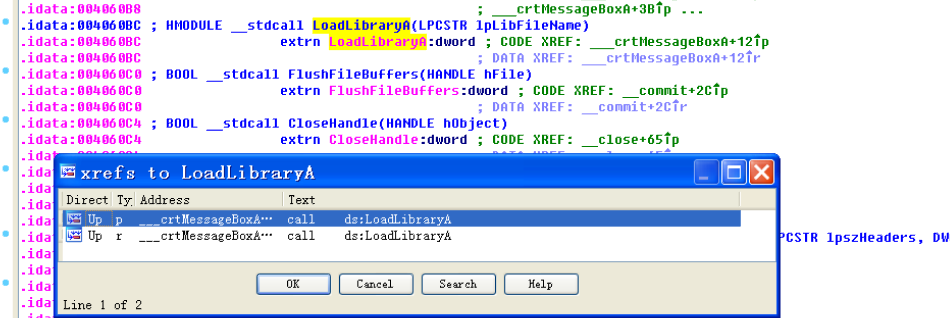 .idata:004060B8 ; ___crtMessageBoxA+3B↑p ...
.idata:004060BC ; HMODULE __stdcall LoadLibraryA(LPCSTR lpLibFileName)
.idata:004060BC extrn LoadLibraryA:dword ; CODE XREF: ___crtMessageBoxA+12↑p
.idata:004060BC ; DATA XREF: ___crtMessageBoxA+12↑r
.idata:004060C0 ; BOOL __stdcall FlushFileBuffers(HANDLE hFile)
.idata:004060C0 extrn FlushFileBuffers:dword ; CODE XREF: __commit+2C↑p
.idata:004060C0 ; DATA XREF: __commit+2C↑r
.idata:004060C4 ; BOOL __stdcall CloseHandle(HANDLE hObject)
.idata:004060C4 extrn CloseHandle:dword ; CODE XREF: __close+65↑p
.ida
xrefs to LoadLibraryA
.ida
Direct Ty Address Text
.ida
Up p ___crtMessageBoxA… call ds:LoadLibraryA
.ida
Up r ___crtMessageBoxA… call ds:LoadLibraryA
.ida
PCSTR lpszHeaders, DW
.ida
.ida
OK Cancel Search Help
.ida
Line 1 of 2
.ida